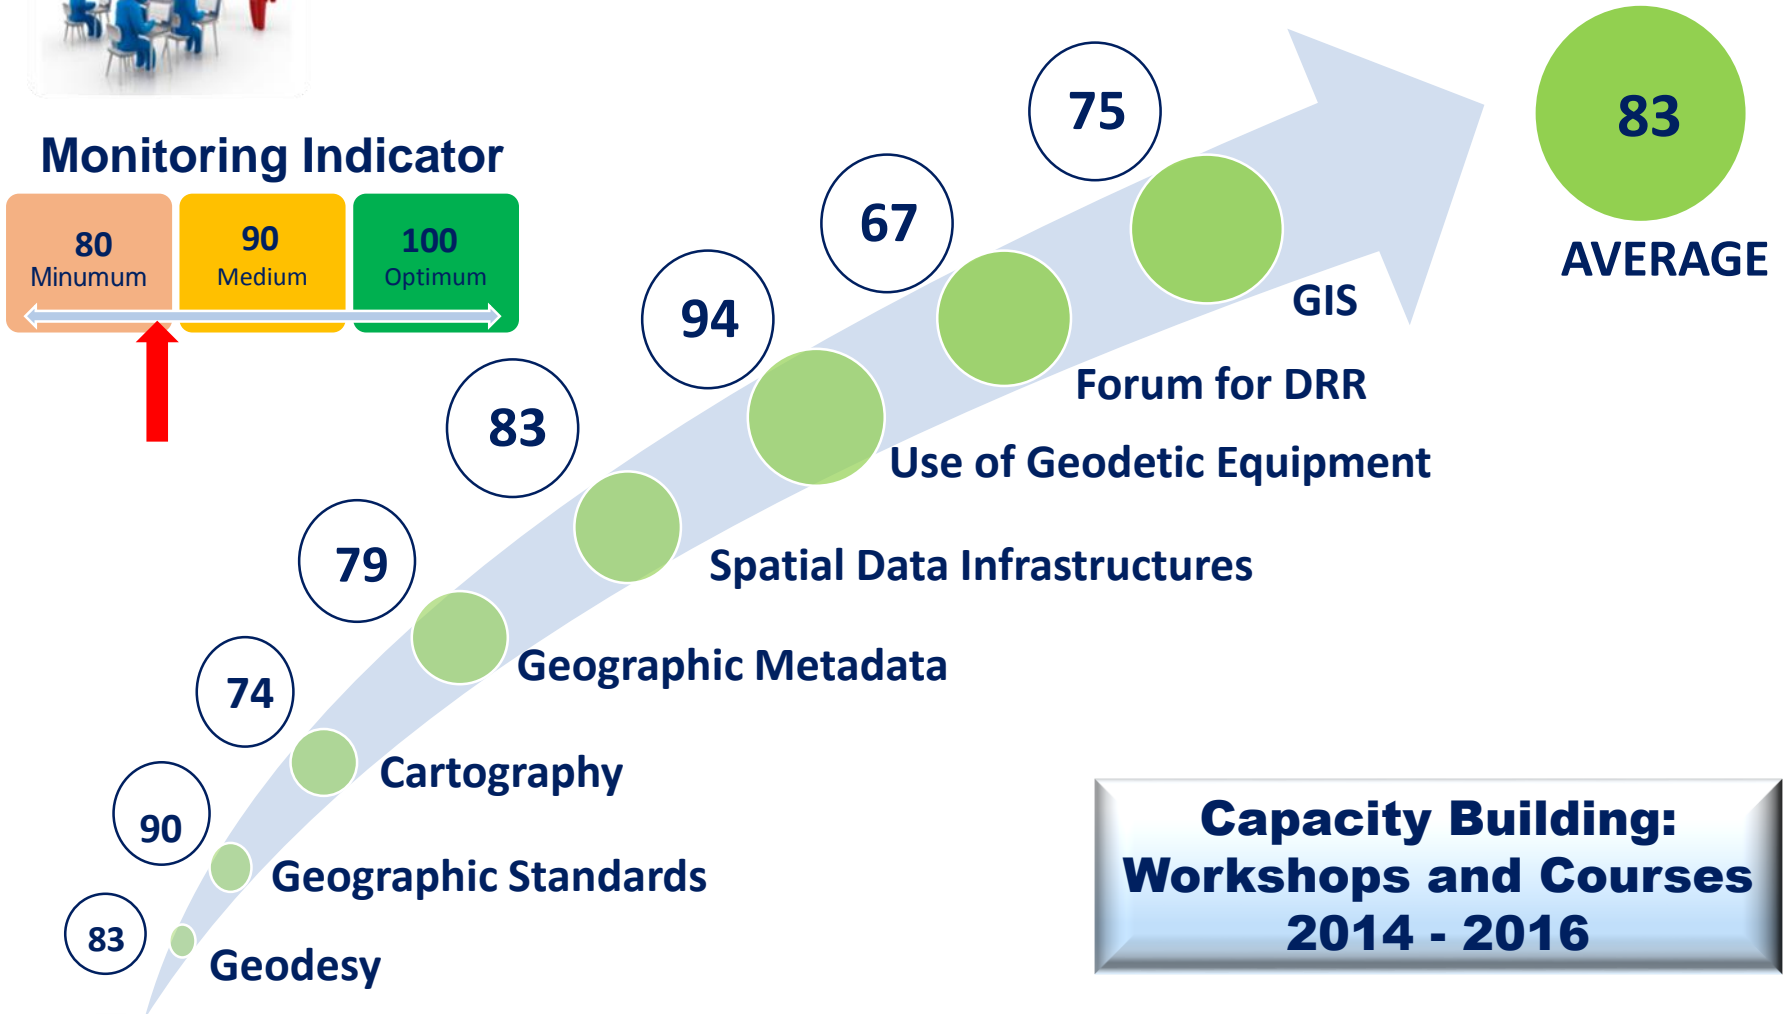 Monitoring Indicator
80
Minumum
90
Medium
100
Optimum
83
AVERAGE
75
GIS
67
Forum for DRR
94
Use of Geodetic Equipment
83
Spatial Data Infrastructures
79
Geographic Metadata
74
Cartography
90
Geographic Standards
83
Geodesy
Capacity Building:
Workshops and Courses
2014 - 2016